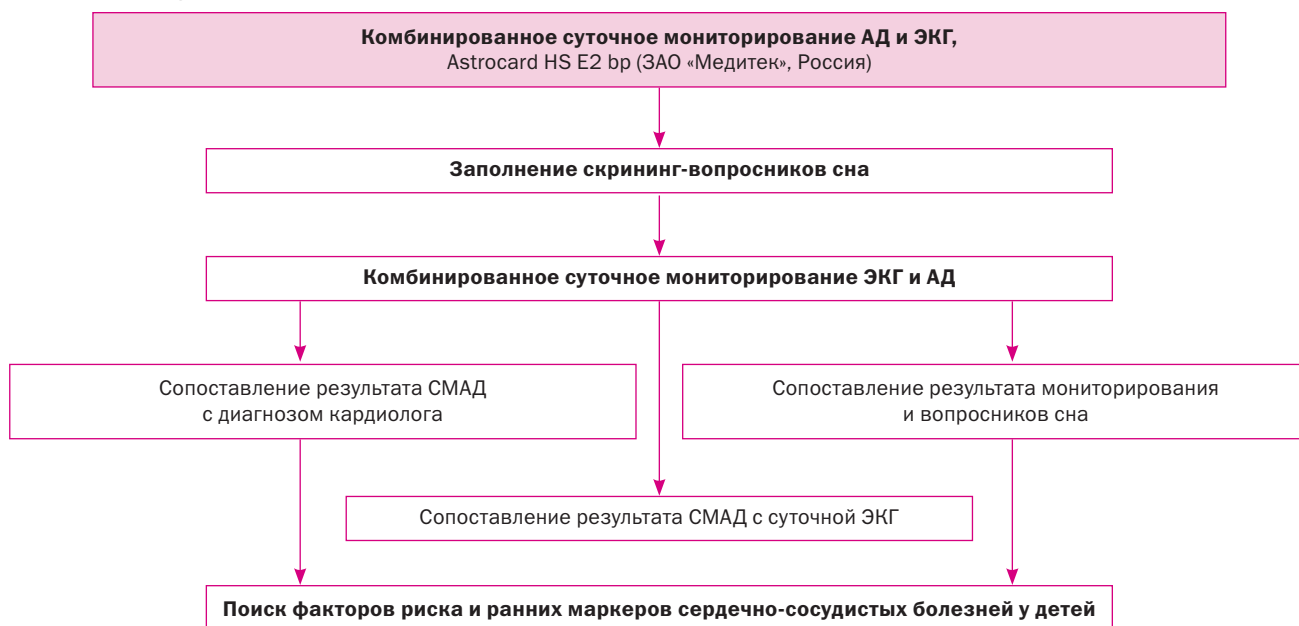 Комбинированное суточное мониторирование АД и ЭКГ,
Astrocard HS E2 bp (ЗАО «Медитек», Россия)
Заполнение скрининг-вопросников сна
Комбинированное суточное мониторирование ЭКГ и АД
Сопоставление результата СМАД
с диагнозом кардиолога
Сопоставление результата мониторирования
и вопросников сна
Сопоставление результата СМАД с суточной ЭКГ
Поиск факторов риска и ранних маркеров сердечно-сосудистых болезней у детей